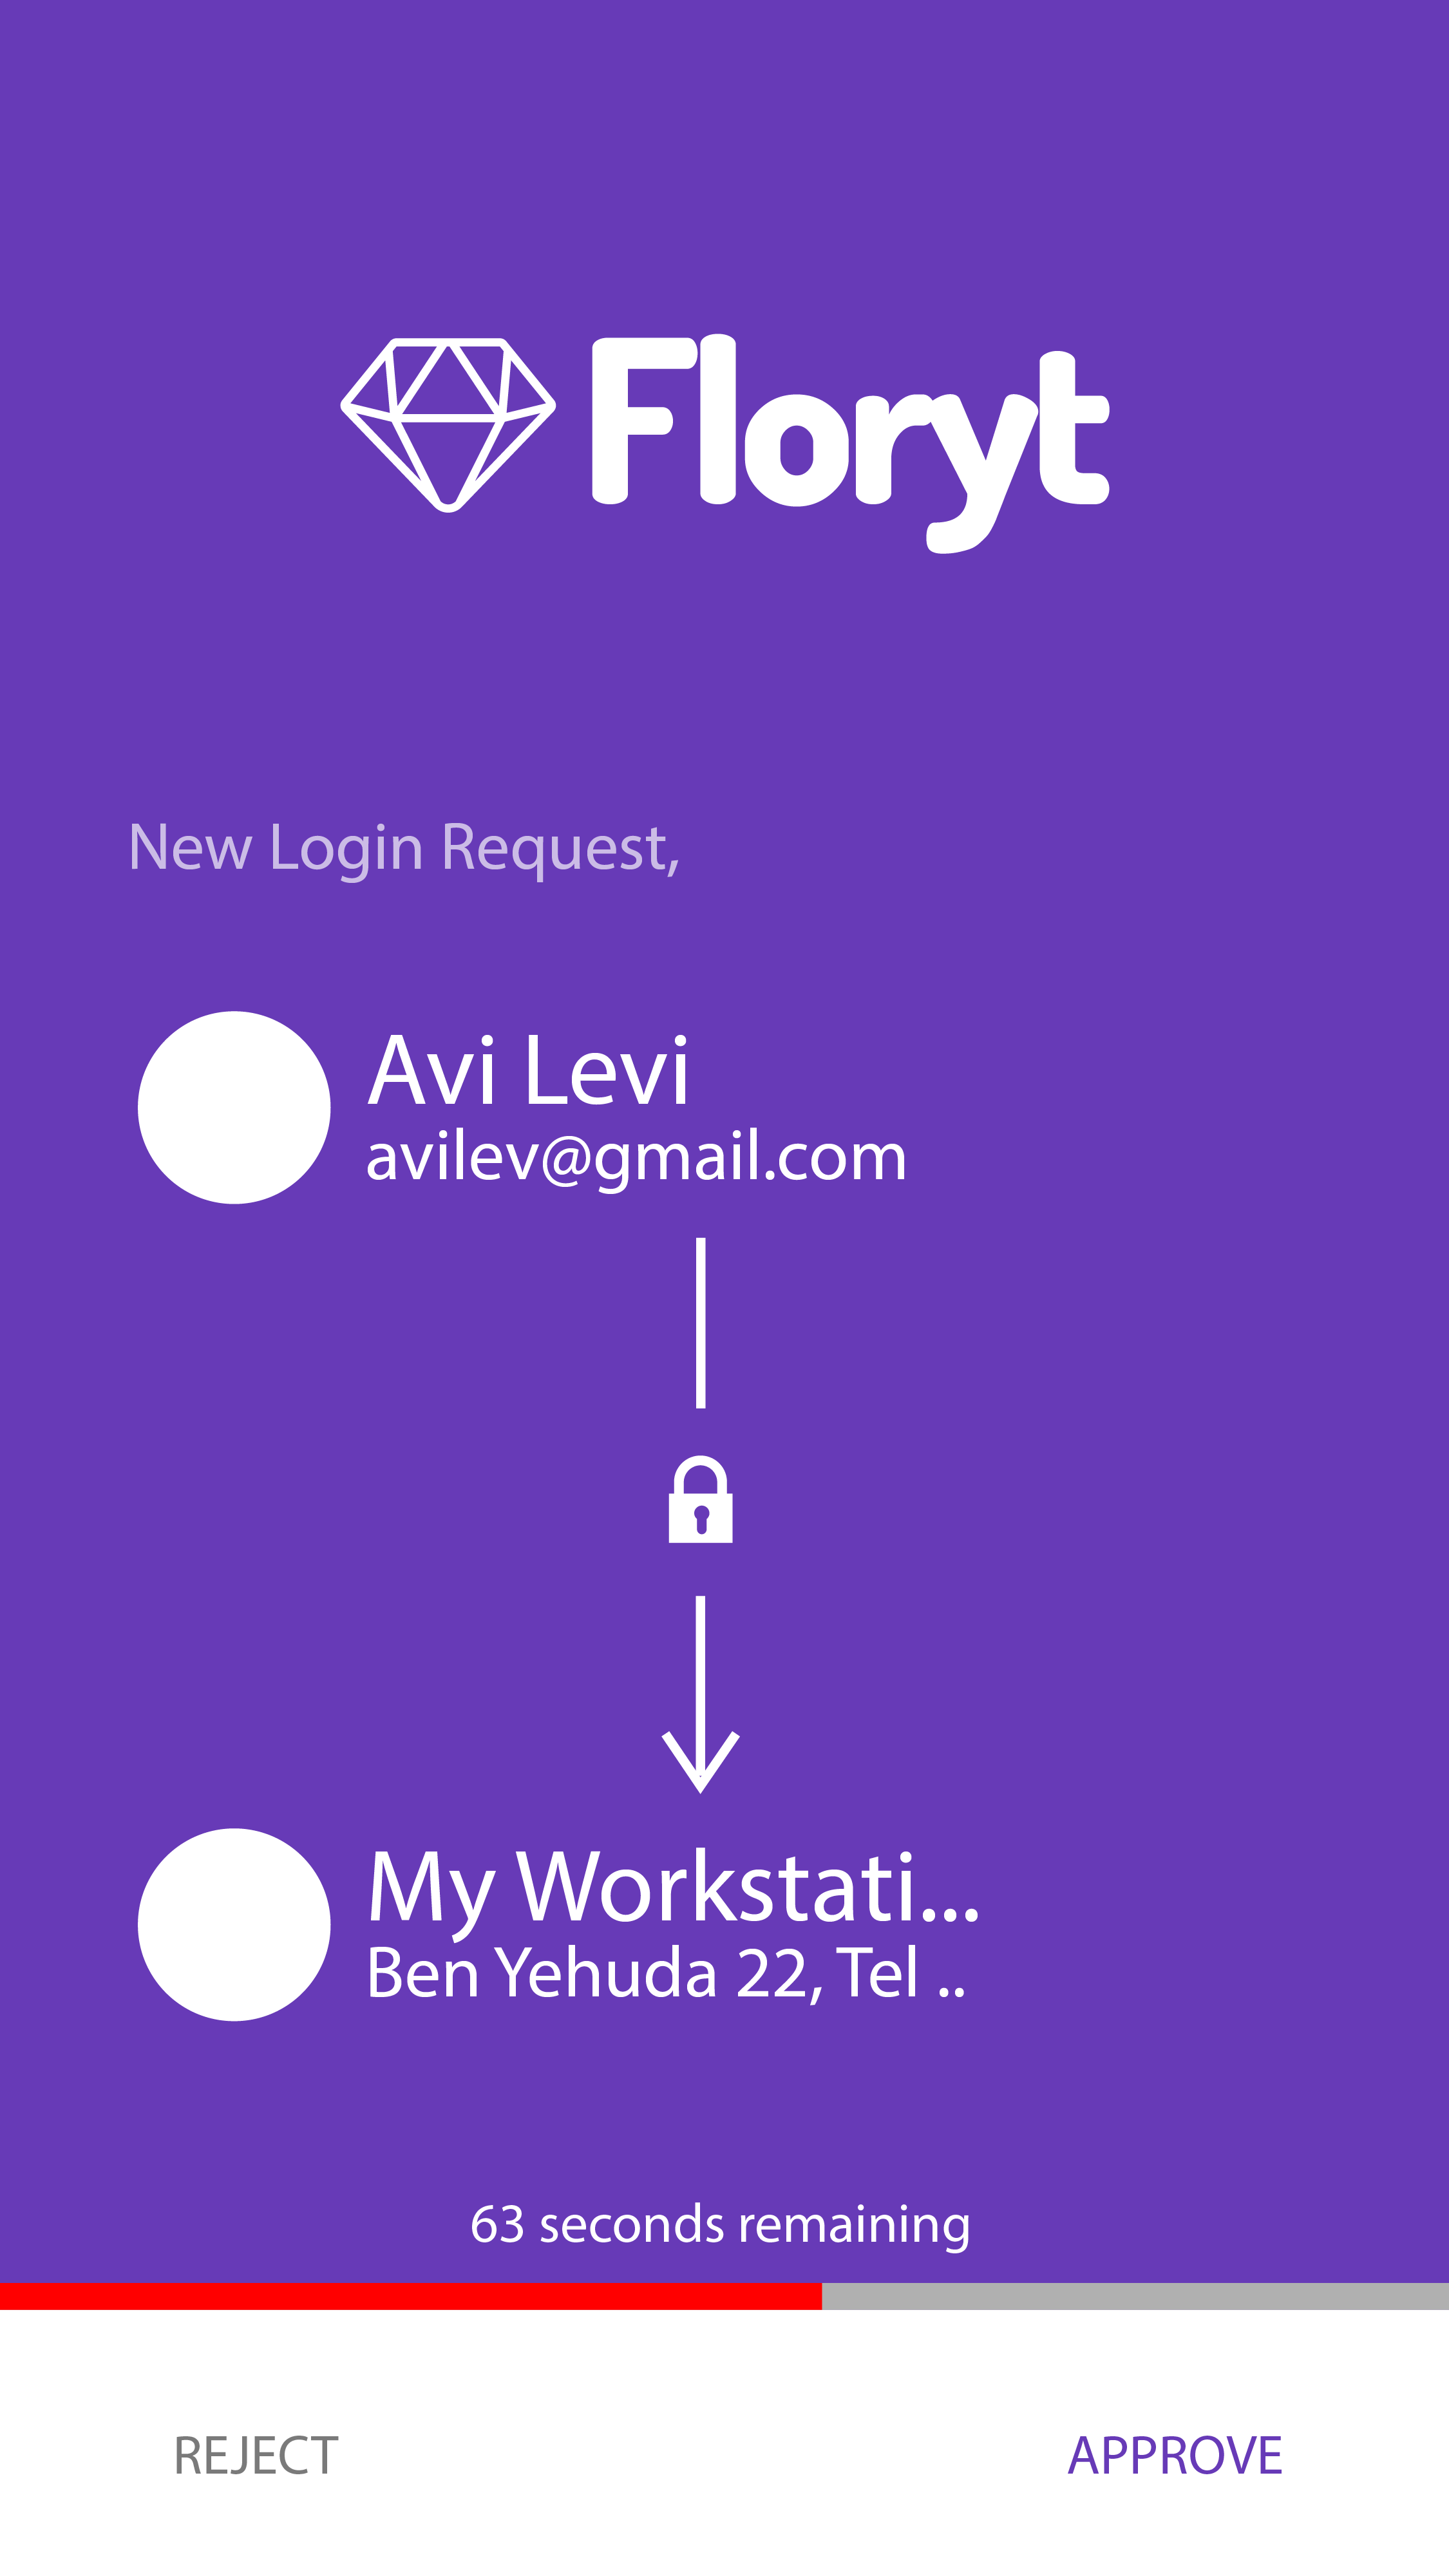 Floryt
New Login Request,
Avi Levi
avilev@gmail.com
My Workstati...
Ben Yehuda 22, Tel ..
63 seconds remaining
REJECT
APPROVE